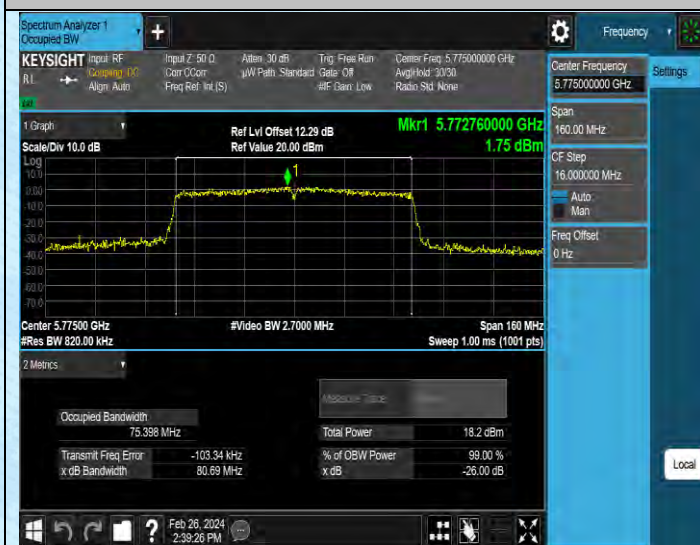 Spectrum Analyzer 1
Occupied BW
Frequency
KEYSIGHT Input: RF Input Z: 50 Ω Atten: 30 dB Trig: Free Run Center Freq: 5.775000000 GHz
RL Coupling: DC Corr CCorr µW Path: Standard Gate: Off Avg|Hold: 30/30
Align: Auto Freq Ref: Int (S) #IF Gain: Low Radio Std: None
Center Frequency
5.775000000 GHz
Settings
Span
160.00 MHz
CF Step
16.000000 MHz
Auto
Man
Freq Offset
0 Hz
1 Graph
Ref Lvl Offset 12.29 dB
Mkr1 5.772760000 GHz
Scale/Div 10.0 dB
Ref Value 20.00 dBm
1.75 dBm
Log
10.0
0.00
-10.0
-20.0
-30.0
-40.0
-50.0
-60.0
-70.0
1
Center 5.77500 GHz
#Video BW 2.7000 MHz
Span 160 MHz
#Res BW 820.00 kHz
Sweep 1.00 ms (1001 pts)
2 Metrics
Measure Trace
Occupied Bandwidth
75.398 MHz
Total Power 18.2 dBm
Transmit Freq Error -103.34 kHz
% of OBW Power 99.00 %
x dB Bandwidth 80.69 MHz
x dB -26.00 dB
Local
?
Feb 26, 2024
2:39:26 PM